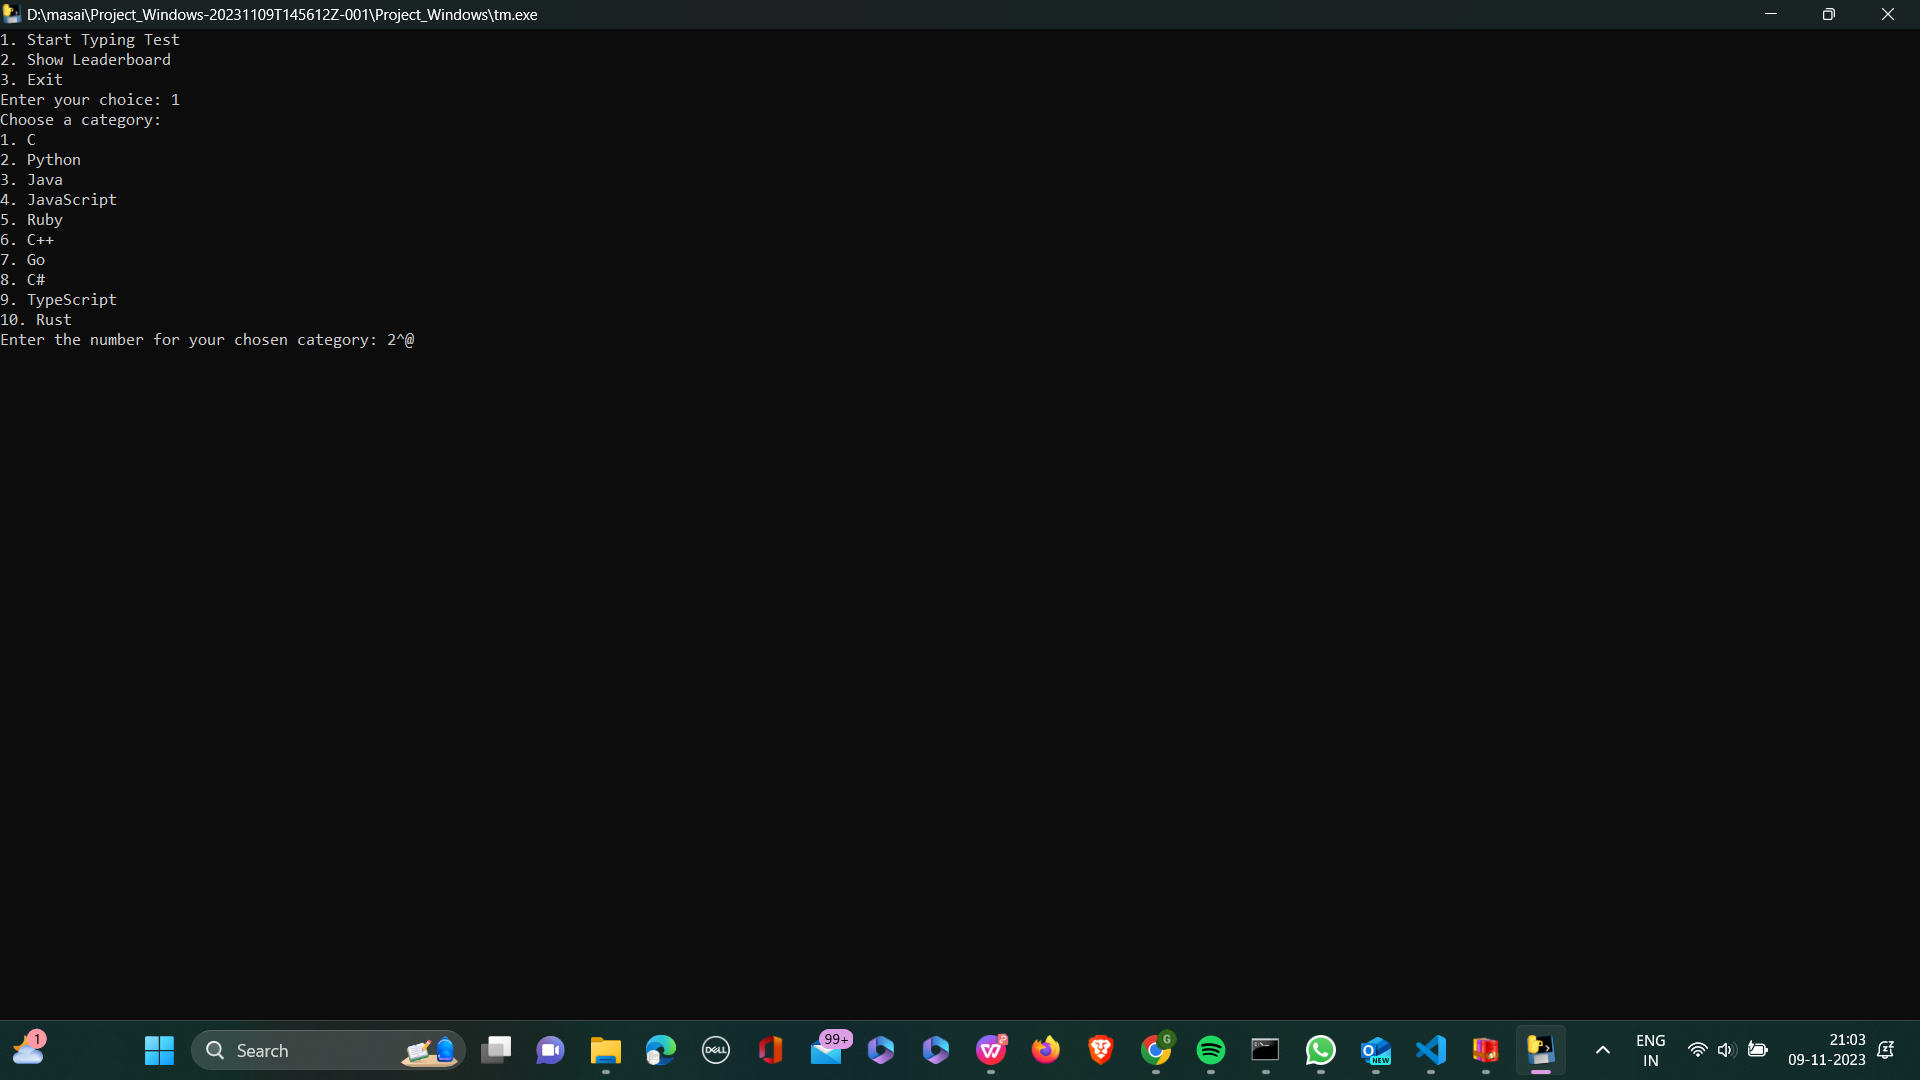 D:\masai\Project_Windows-20231109T145612Z-001\Project_Windows\tm.exe
1. Start Typing Test
2. Show Leaderboard
3. Exit
Enter your choice: 1
Choose a category:
1. C
2. Python
3. Java
4. JavaScript
5. Ruby
6. C++
7. Go
8. C#
9. TypeScript
10. Rust
Enter the number for your chosen category: 2^@
1
Search
DELL
99+
W
P
G
NEW
ENG
IN
21:03
09-11-2023